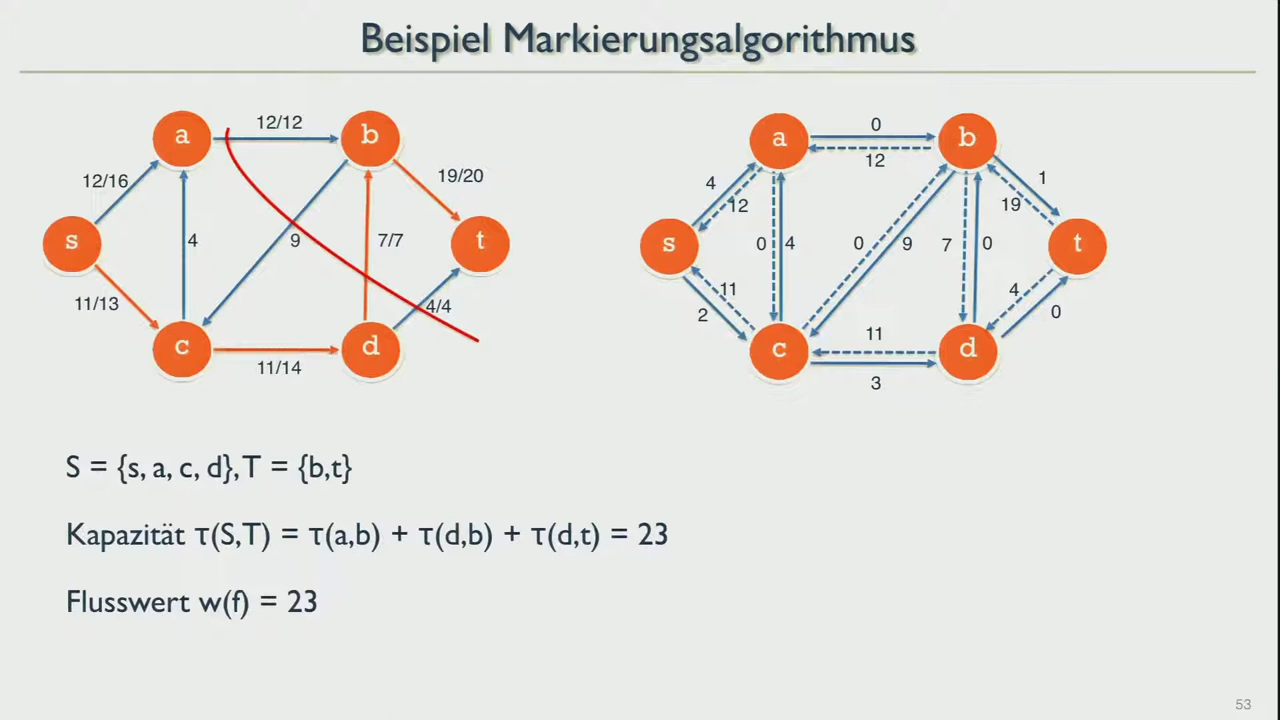 Beispiel Markierungsalgorithmus
a
12/12
b
12/16
19/20
s
4
9
7/7
t
11/13
4/4
c
d
11/14
a
0
b
12
4
12
1
19
s
0
4
0
9
7
0
t
11
2
4
0
c
11
d
3
S = {s, a, c, d}, T = {b,t}
Kapazität τ(S,T) = τ(a,b) + τ(d,b) + τ(d,t) = 23
Flusswert w(f) = 23
53